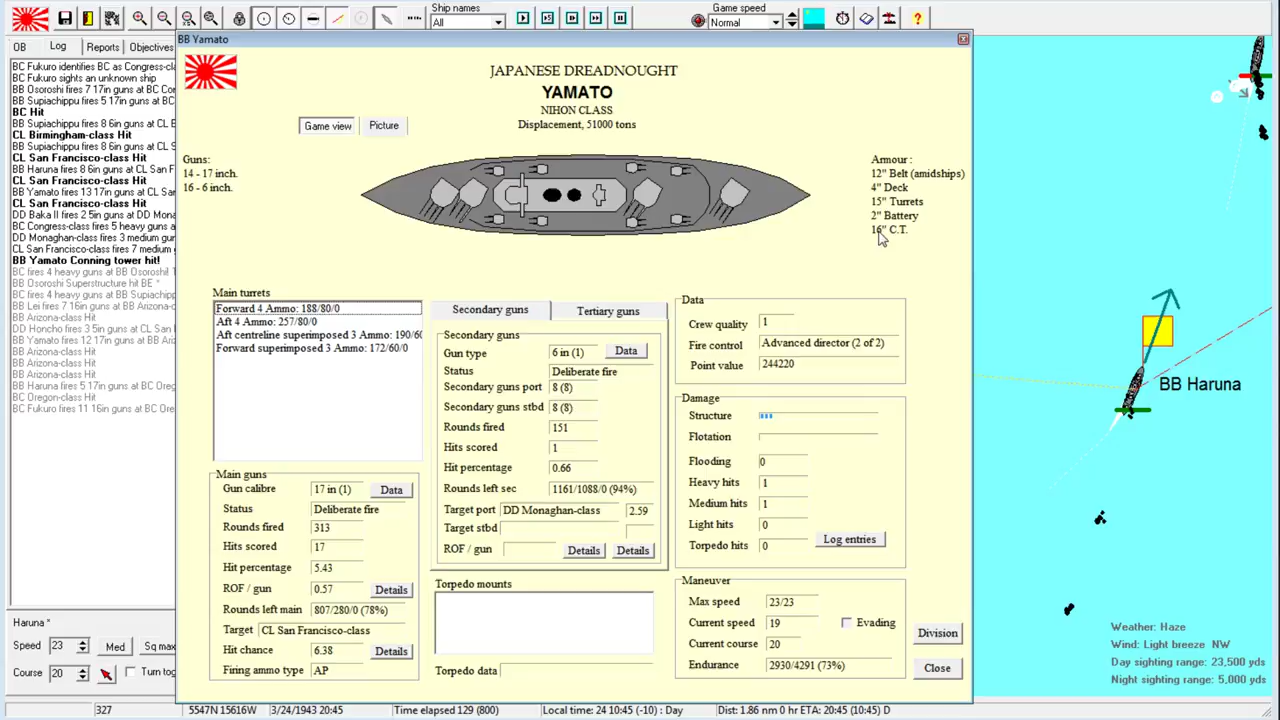 Ship names
All
Game speed
Normal
?
OB
Log
Reports
Objectives
BC Fukuro identifies BC as Congress-cl
BC Fukuro sights an unknown ship
BB Osoroshi fires 7 17in guns at BC Co
BB Supiachippu fires 5 17in guns at BC
BC Hit
BB Supiachippu fires 8 6in guns at CL B
CL Birmingham-class Hit
BB Supiachippu fires 8 6in guns at CL S
CL San Francisco-class Hit
BB Haruna fires 8 6in guns at CL San F
CL San Francisco-class Hit
BB Yamato fires 13 17in guns at CL San
CL San Francisco-class Hit
DD Baka II fires 2 5in guns at DD Mona
BC Congress-class fires 5 heavy guns a
DD Monaghan-class fires 3 medium gun
CL San Francisco-class fires 7 medium
BB Yamato Conning tower hit!
BC fires 4 heavy guns at BB Osoroshi!
BB Osoroshi Superstructure hit BE *
BC fires 4 heavy guns at BB Supiachipp
BB Lei fires 7 16in guns at BB Arizona-c
BB Arizona-class Hit
DD Honcho fires 3 5in guns at CL San
BB Yamato fires 12 17in guns at BB Ariz
BB Arizona-class Hit
BB Arizona-class Hit
BB Arizona-class Hit
BB Haruna fires 5 17in guns at BC Oreg
BC Oregon-class Hit
BC Fukuro fires 11 16in guns at BC Ore
Haruna *
Speed 23
Med
Sq max
Course 20
Turn tog
BB Yamato
JAPANESE DREADNOUGHT
YAMATO
NIHON CLASS
Displacement, 51000 tons
Game view
Picture
Guns:
14 - 17 inch.
16 - 6 inch.
Armour :
12" Belt (amidships)
4" Deck
15" Turrets
2" Battery
16" C.T.
Main turrets
Forward 4 Ammo: 188/80/0
Aft 4 Ammo: 257/80/0
Aft centreline superimposed 3 Ammo: 190/60
Forward superimposed 3 Ammo: 172/60/0
Main guns
Gun calibre 17 in (1) Data
Status Deliberate fire
Rounds fired 313
Hits scored 17
Hit percentage 5.43
ROF / gun 0.57 Details
Rounds left main 807/280/0 (78%)
Target CL San Francisco-class
Hit chance 6.38 Details
Firing ammo type AP
Secondary guns
Tertiary guns
Secondary guns
Gun type 6 in (1) Data
Status Deliberate fire
Secondary guns port 8 (8)
Secondary guns stbd 8 (8)
Rounds fired 151
Hits scored 1
Hit percentage 0.66
Rounds left sec 1161/1088/0 (94%)
Target port DD Monaghan-class 2.59
Target stbd
ROF / gun Details Details
Torpedo mounts
Torpedo data
Data
Crew quality 1
Fire control Advanced director (2 of 2)
Point value 244220
Damage
Structure
Flotation
Flooding 0
Heavy hits 1
Medium hits 1
Light hits 0
Torpedo hits 0
Log entries
Maneuver
Max speed 23/23
Current speed 19
Evading
Current course 20
Endurance 2930/4291 (73%)
Division
Close
BB Haruna
Weather: Haze
Wind: Light breeze NW
Day sighting range: 23,500 yds
Night sighting range: 5,000 yds
327
5547N 15616W
3/24/1943 20:45
Time elapsed 129 (800)
Local time: 24 10:45 (-10) : Day
Dist: 1.86 nm 0 hr ETA: 20:45 (10:45) D